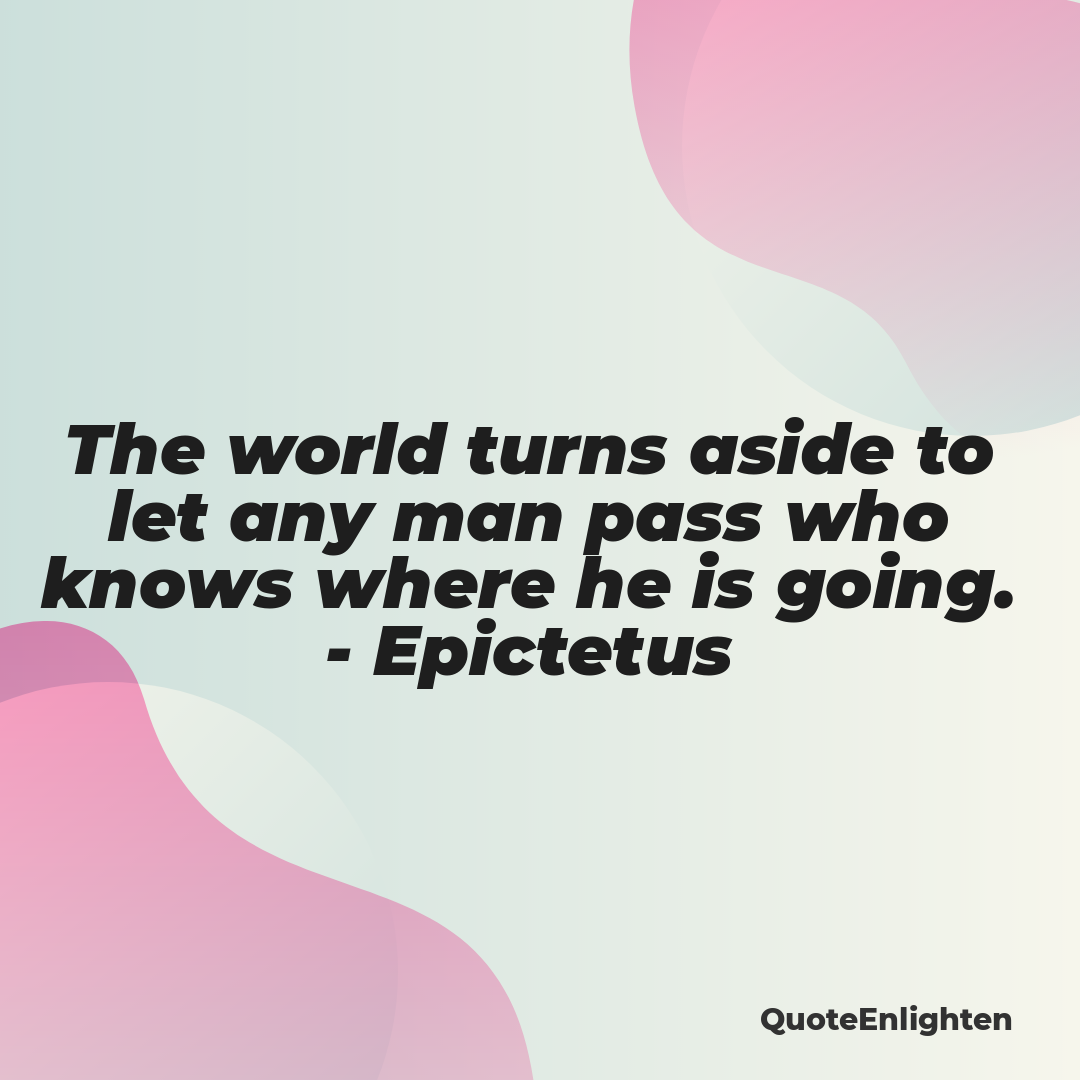 The world turns aside to
let any man pass who
knows where he is going.
- Epictetus
QuoteEnlighten